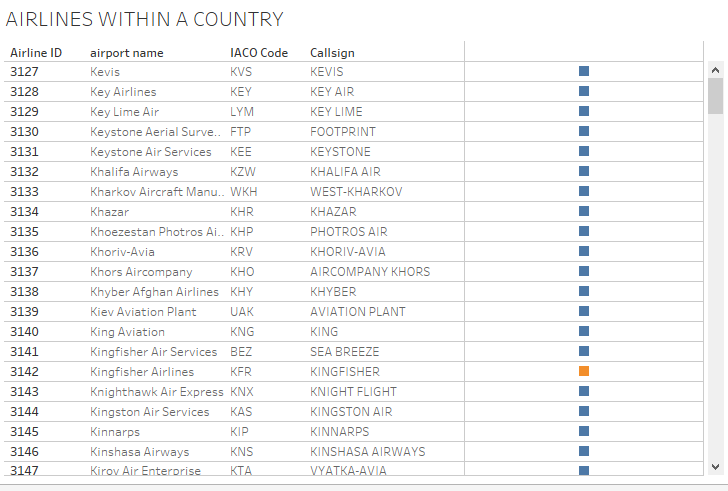 AIRLINES WITHIN A COUNTRY
Airline ID airport name IACO Code Callsign
3127 Kevis KVS KEVIS
3128 Key Airlines KEY KEY AIR
3129 Key Lime Air LYM KEY LIME
3130 Keystone Aerial Surve.. FTP FOOTPRINT
3131 Keystone Air Services KEE KEYSTONE
3132 Khalifa Airways KZW KHALIFA AIR
3133 Kharkov Aircraft Manu.. WKH WEST-KHARKOV
3134 Khazar KHR KHAZAR
3135 Khoezestan Photros Ai.. KHP PHOTROS AIR
3136 Khoriv-Avia KRV KHORIV-AVIA
3137 Khors Aircompany KHO AIRCOMPANY KHORS
3138 Khyber Afghan Airlines KHY KHYBER
3139 Kiev Aviation Plant UAK AVIATION PLANT
3140 King Aviation KNG KING
3141 Kingfisher Air Services BEZ SEA BREEZE
3142 Kingfisher Airlines KFR KINGFISHER
3143 Knighthawk Air Express KNX KNIGHT FLIGHT
3144 Kingston Air Services KAS KINGSTON AIR
3145 Kinnarps KIP KINNARPS
3146 Kinshasa Airways KNS KINSHASA AIRWAYS
3147 Kirov Air Enterprise KTA VYATKA-AVIA